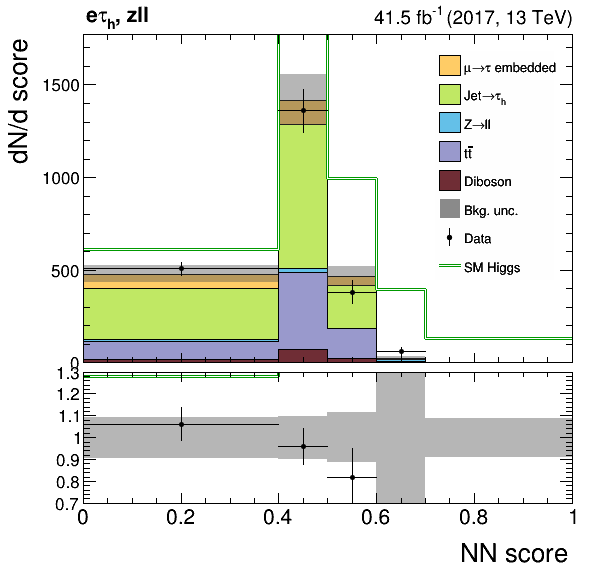 eτh, zll
41.5 fb-1 (2017, 13 TeV)
dN/d score
1500
1000
500
0
μ→τ embedded
Jet→τh
Z→ll
tt̄
Diboson
Bkg. unc.
Data
SM Higgs
1.3
1.2
1.1
1
0.9
0.8
0.7
0 0.2 0.4 0.6 0.8 1
NN score